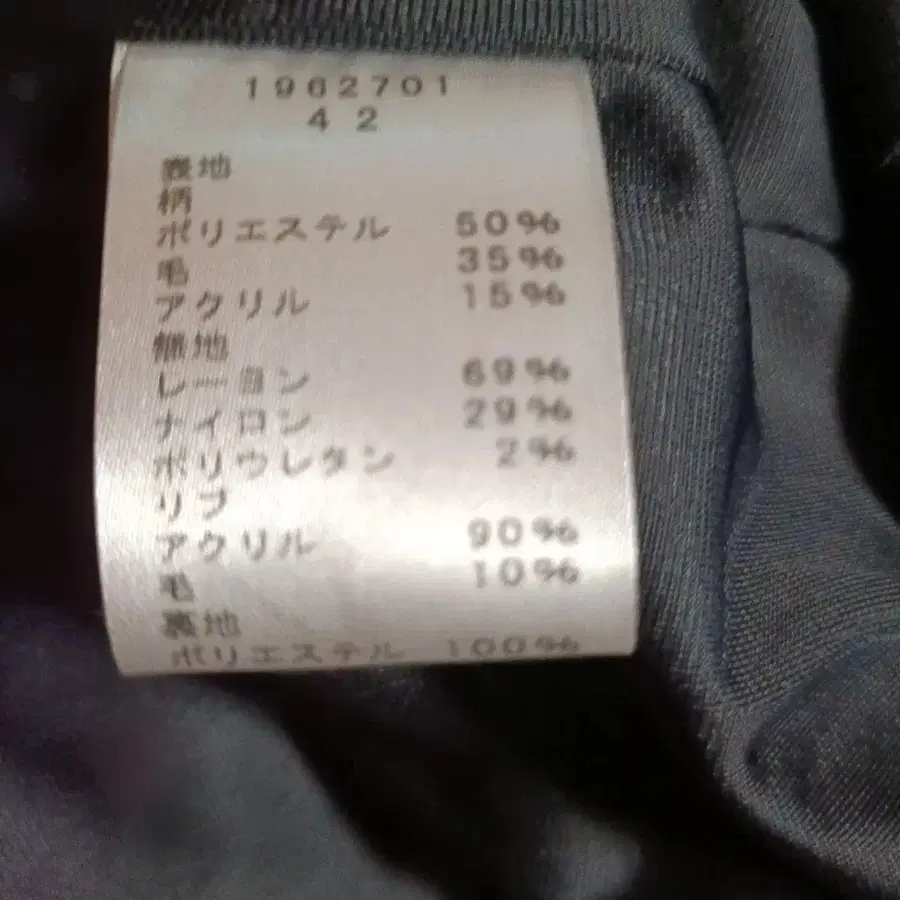 1962701
42
表地
柄
ポリエステル 50%
毛 35%
アクリル 15%
無地
レーヨン 69%
ナイロン 29%
ポリウレタン 2%
リブ
アクリル 90%
毛 10%
裏地
ポリエステル 100%